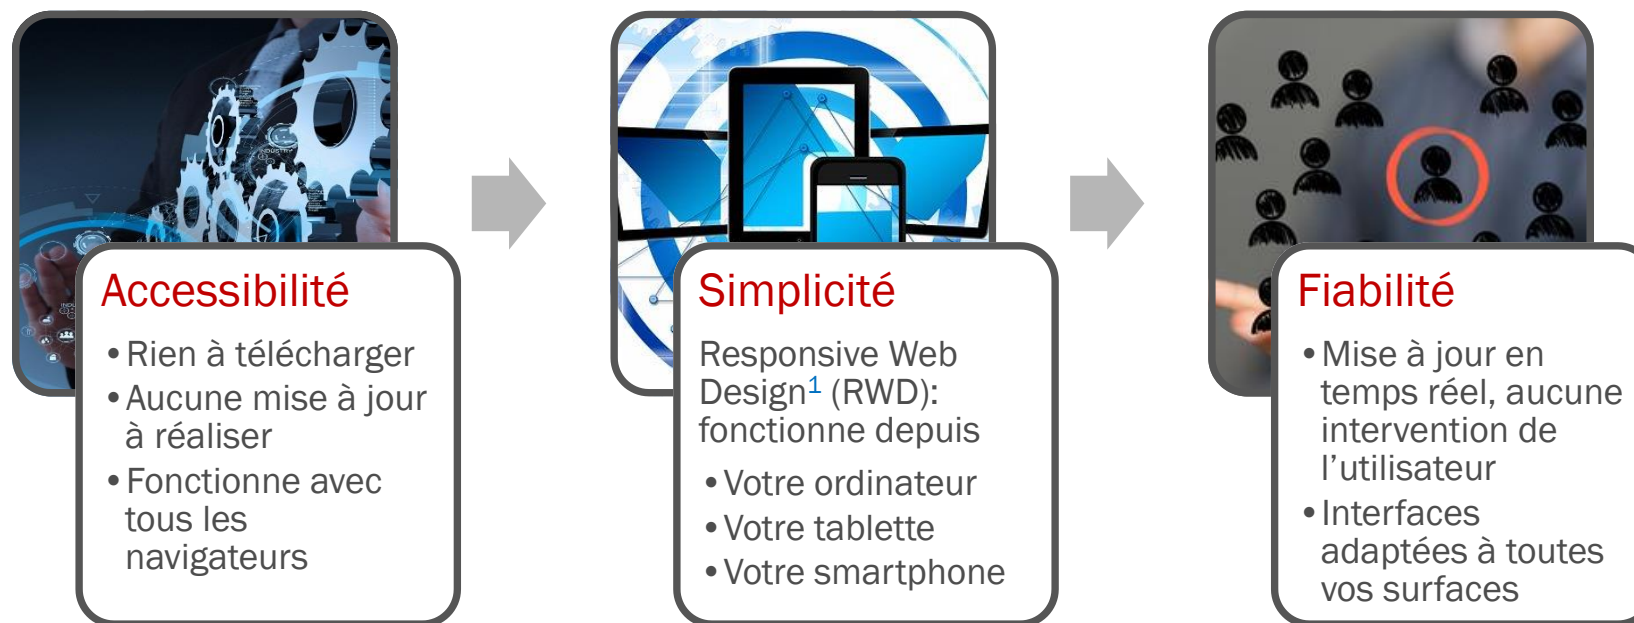 Accessibilité
•Rien à télécharger
•Aucune mise à jour
à réaliser
•Fonctionne avec
tous les
navigateurs
Simplicité
Responsive Web
Design¹ (RWD):
fonctionne depuis
•Votre ordinateur
•Votre tablette
•Votre smartphone
Fiabilité
•Mise à jour en
temps réel, aucune
intervention de
l’utilisateur
•Interfaces
adaptées à toutes
vos surfaces